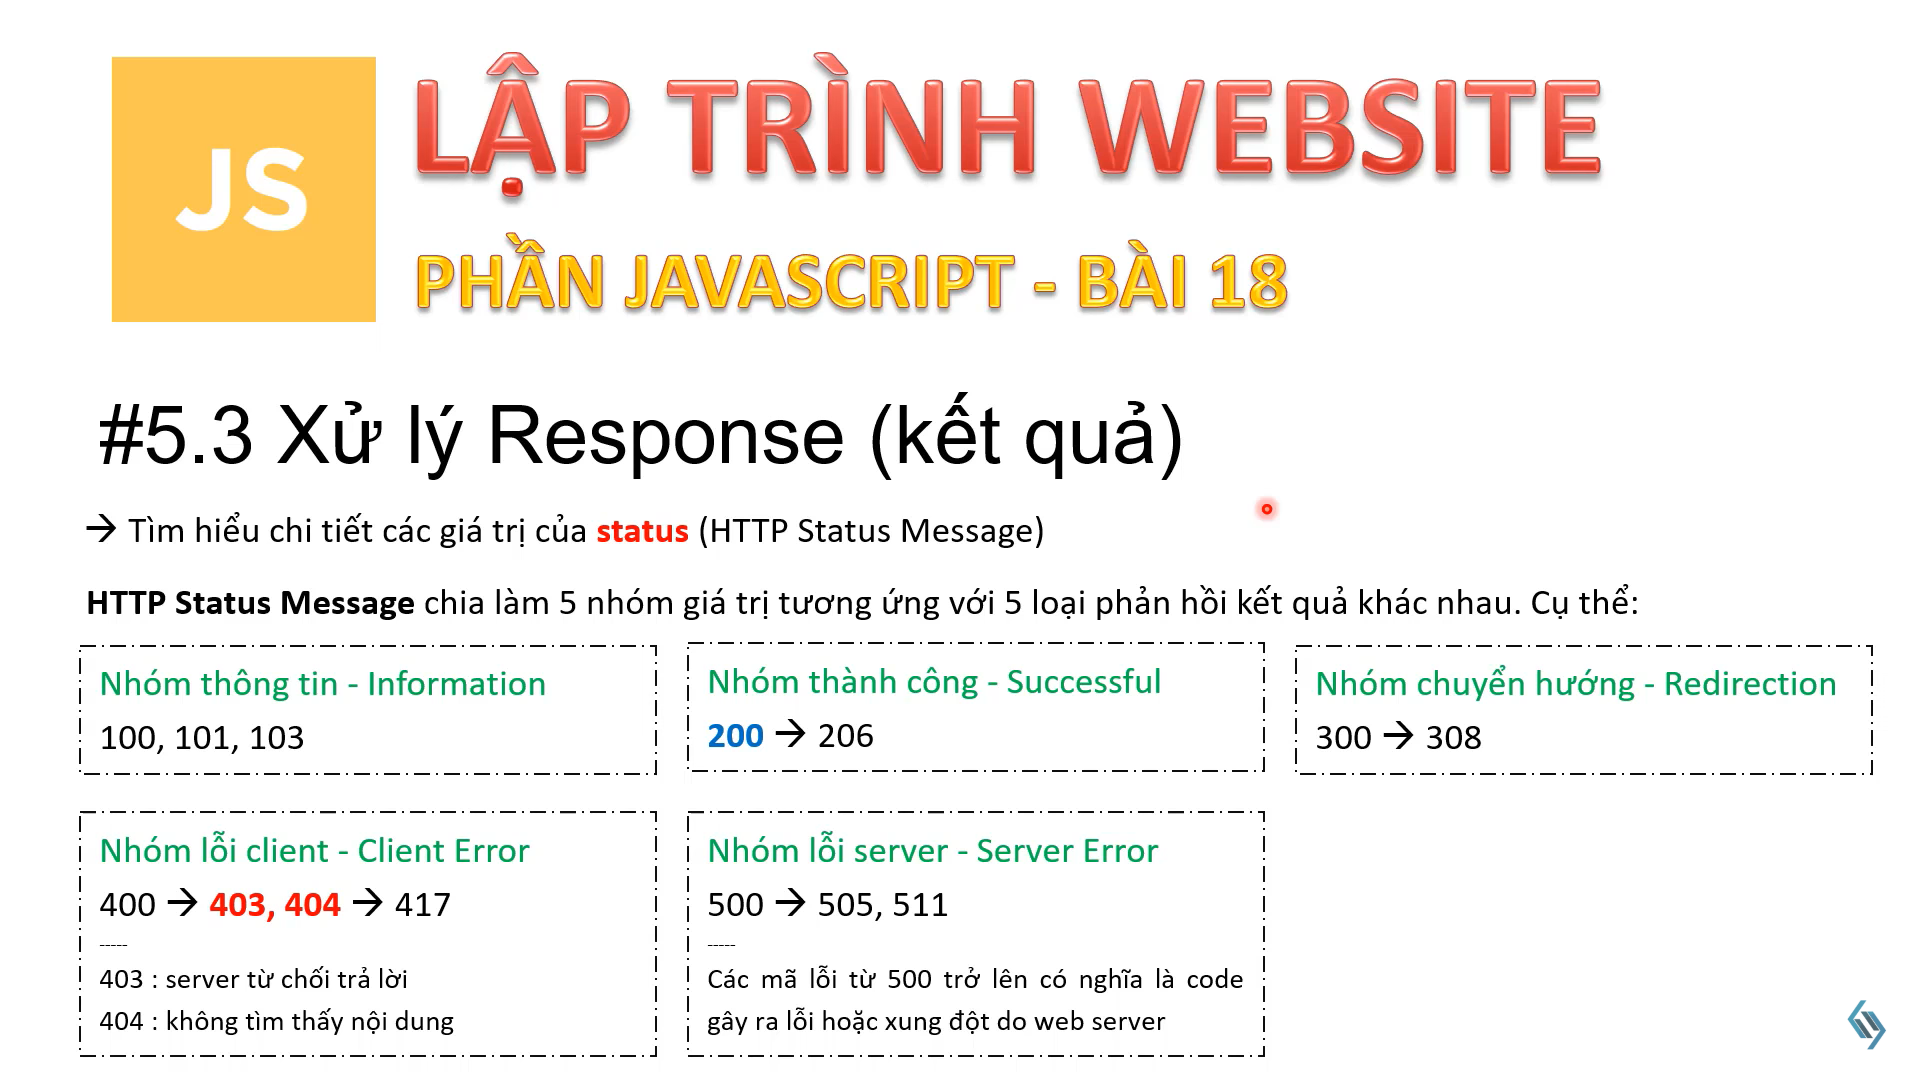 JS
LẬP TRÌNH WEBSITE
PHẦN JAVASCRIPT - BÀI 18
#5.3 Xử lý Response (kết quả)
→ Tìm hiểu chi tiết các giá trị của status (HTTP Status Message)
HTTP Status Message chia làm 5 nhóm giá trị tương ứng với 5 loại phản hồi kết quả khác nhau. Cụ thể:
Nhóm thông tin - Information
100, 101, 103
Nhóm thành công - Successful
200 → 206
Nhóm chuyển hướng - Redirection
300 → 308
Nhóm lỗi client - Client Error
400 → 403, 404 → 417
-----
403 : server từ chối trả lời
404 : không tìm thấy nội dung
Nhóm lỗi server - Server Error
500 → 505, 511
-----
Các mã lỗi từ 500 trở lên có nghĩa là code
gây ra lỗi hoặc xung đột do web server